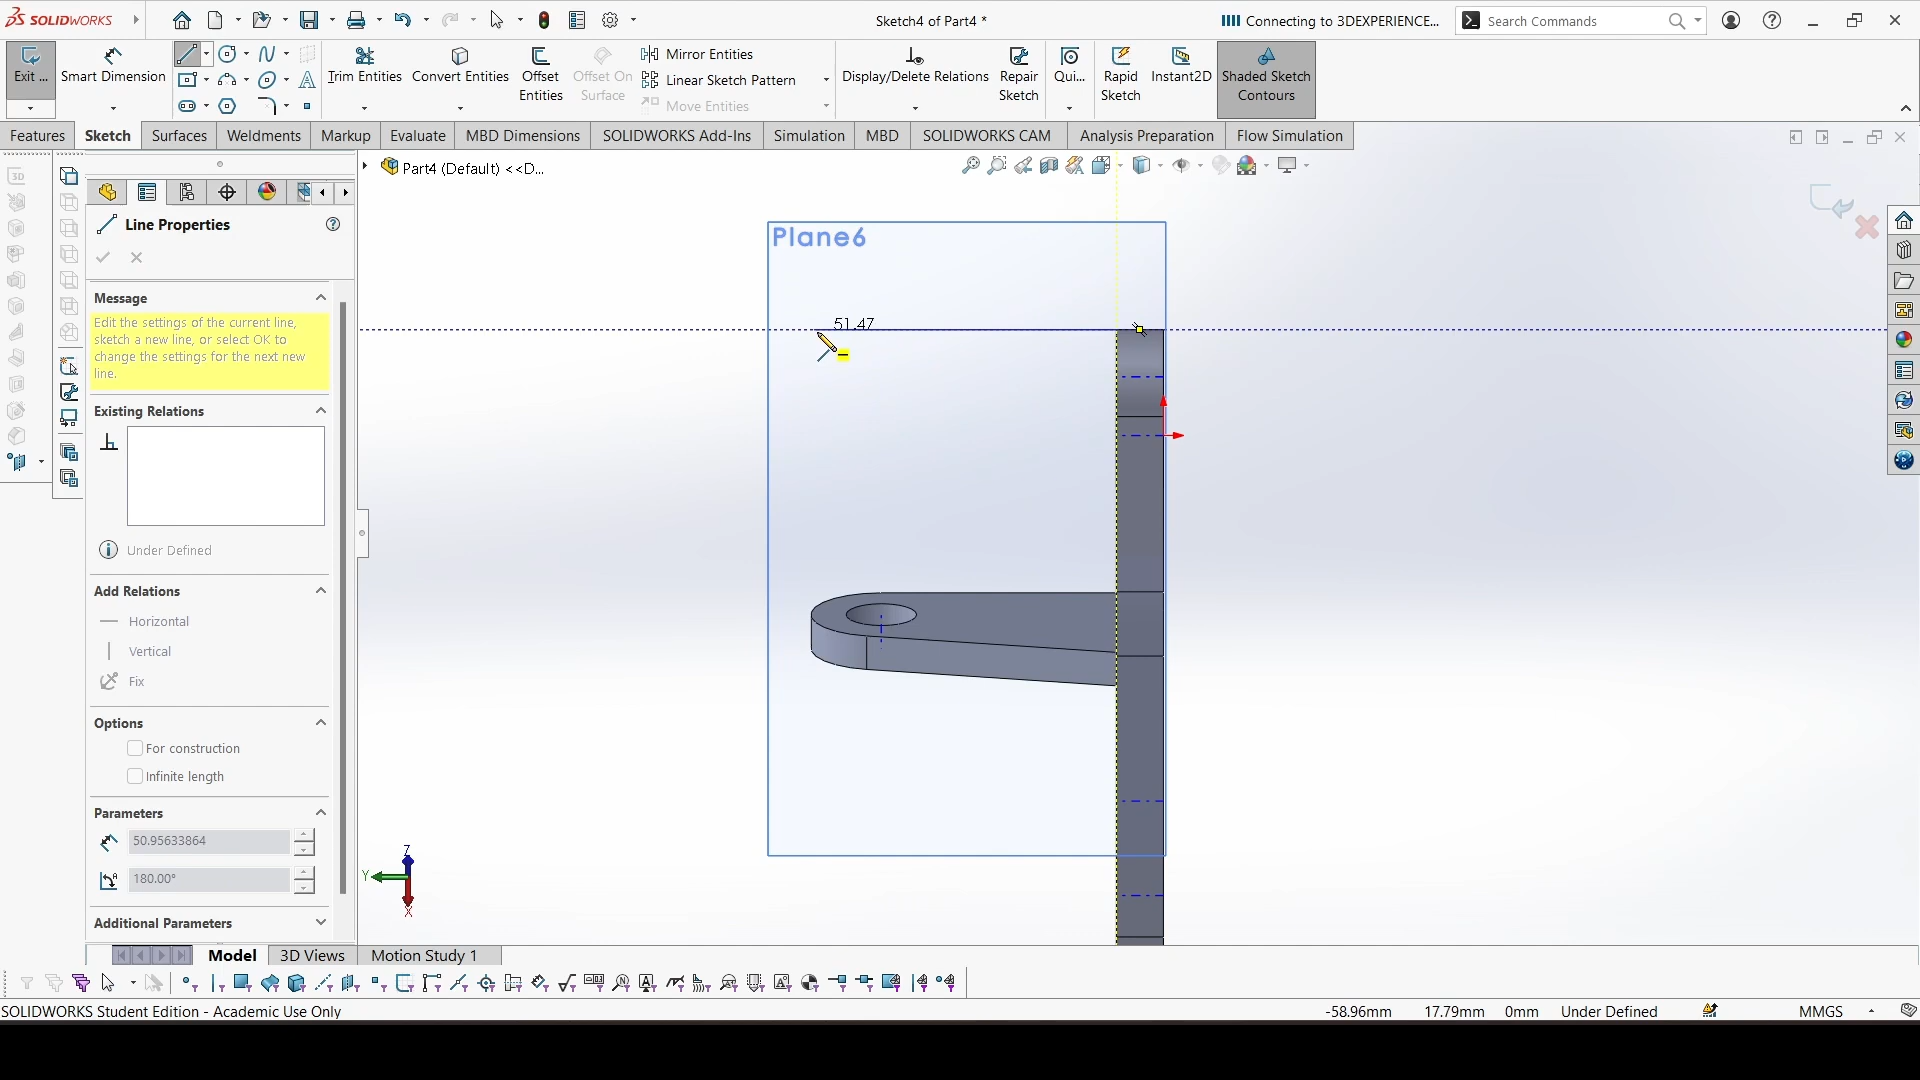 SOLIDWORKS
Sketch4 of Part4 *
Connecting to 3DEXPERIENCE...
Search Commands
Exit ...
Smart Dimension
Trim Entities
Convert Entities
Offset Entities
Offset On Surface
Mirror Entities
Linear Sketch Pattern
Move Entities
Display/Delete Relations
Repair Sketch
Qui...
Rapid Sketch
Instant2D
Shaded Sketch Contours
Features
Sketch
Surfaces
Weldments
Markup
Evaluate
MBD Dimensions
SOLIDWORKS Add-Ins
Simulation
MBD
SOLIDWORKS CAM
Analysis Preparation
Flow Simulation
Part4 (Default) <<D...
Line Properties
Message
Edit the settings of the current line,
sketch a new line, or select OK to
change the settings for the next new
line.
Existing Relations
Under Defined
Add Relations
Horizontal
Vertical
Fix
Options
For construction
Infinite length
Parameters
50.95633864
180.00°
Additional Parameters
Plane6
51.47
Z
Y
X
Model
3D Views
Motion Study 1
SOLIDWORKS Student Edition - Academic Use Only
-58.96mm
17.79mm
0mm
Under Defined
MMGS